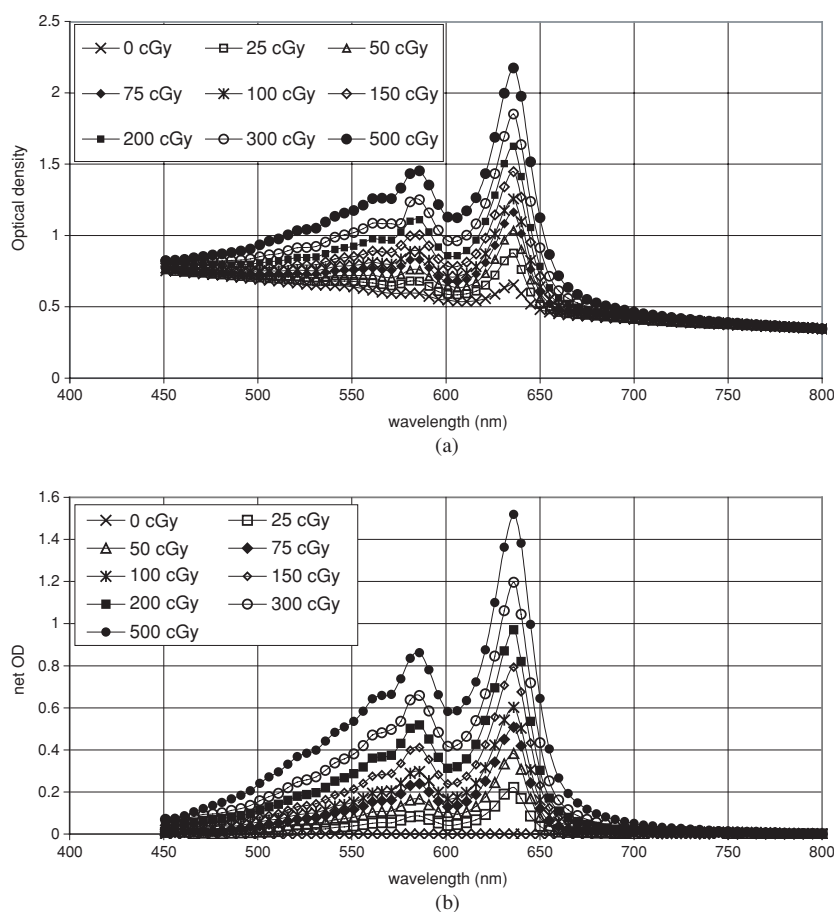 2.5
0 cGy 25 cGy 50 cGy
2
75 cGy 100 cGy 150 cGy
200 cGy 300 cGy 500 cGy
1.5
Optical density
1
0.5
0
400 450 500 550 600 650 700 750 800
wavelength (nm)
(a)
1.6
0 cGy 25 cGy
1.4
50 cGy 75 cGy
1.2
100 cGy 150 cGy
1
200 cGy 300 cGy
500 cGy
0.8
net OD
0.6
0.4
0.2
0
400 450 500 550 600 650 700 750 800
wavelength (nm)
(b)